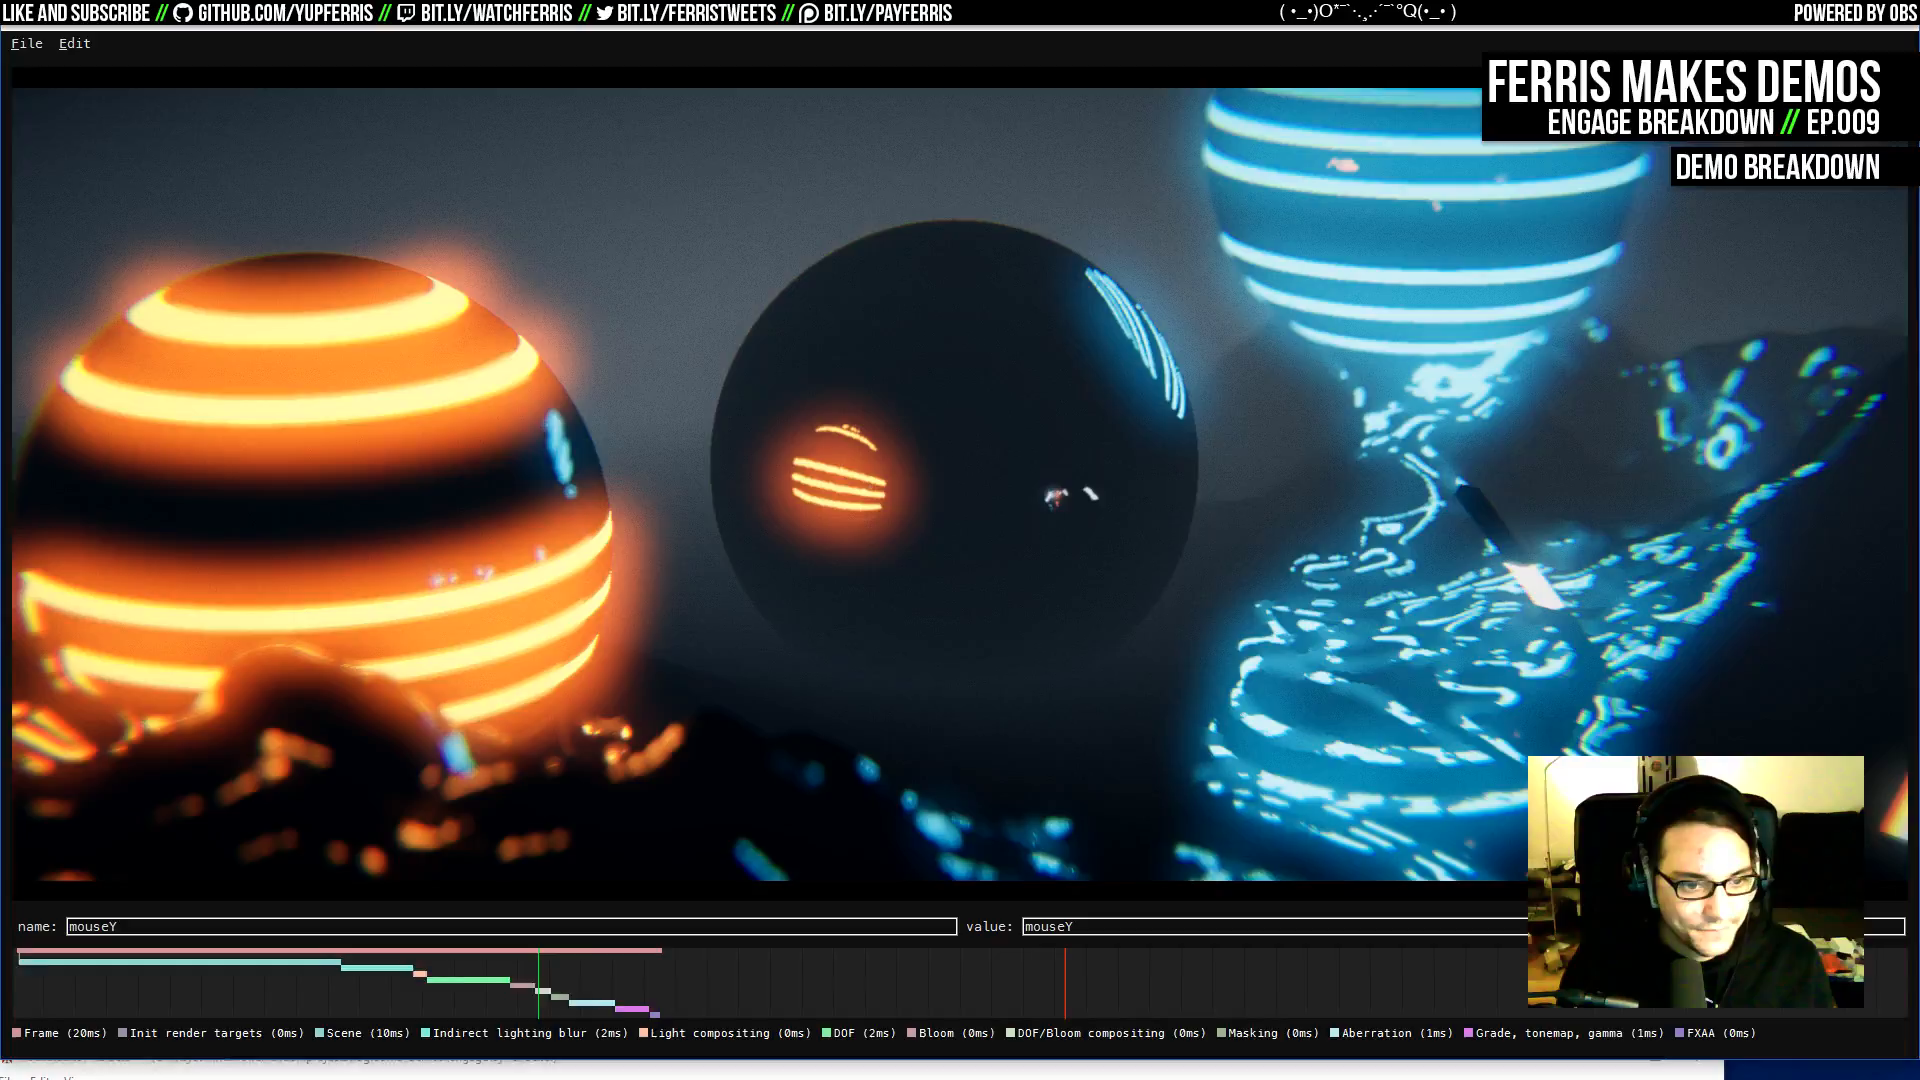 LIKE AND SUBSCRIBE // GITHUB.COM/YUPFERRIS // BIT.LY/WATCHFERRIS // BIT.LY/FERRISTWEETS // BIT.LY/PAYFERRIS
POWERED BY OBS
File Edit
FERRIS MAKES DEMOS
ENGAGE BREAKDOWN // EP.009
DEMO BREAKDOWN
name: mouseY value: mouseY
Frame (20ms) Init render targets (0ms) Scene (10ms) Indirect lighting blur (2ms) Light compositing (0ms) DOF (2ms) Bloom (0ms) DOF/Bloom compositing (0ms) Masking (0ms) Aberration (1ms) Grade, tonemap, gamma (1ms) FXAA (0ms)